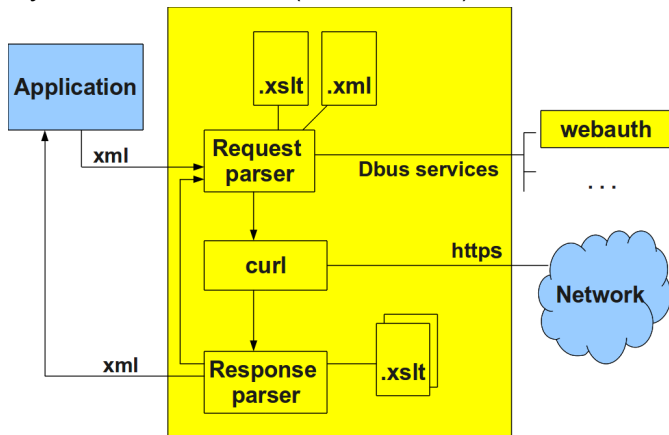 .xslt
.xml
Application
webauth
xml
Request
parser
Dbus services
. . .
curl
https
Network
xml
Response
parser
.xslt